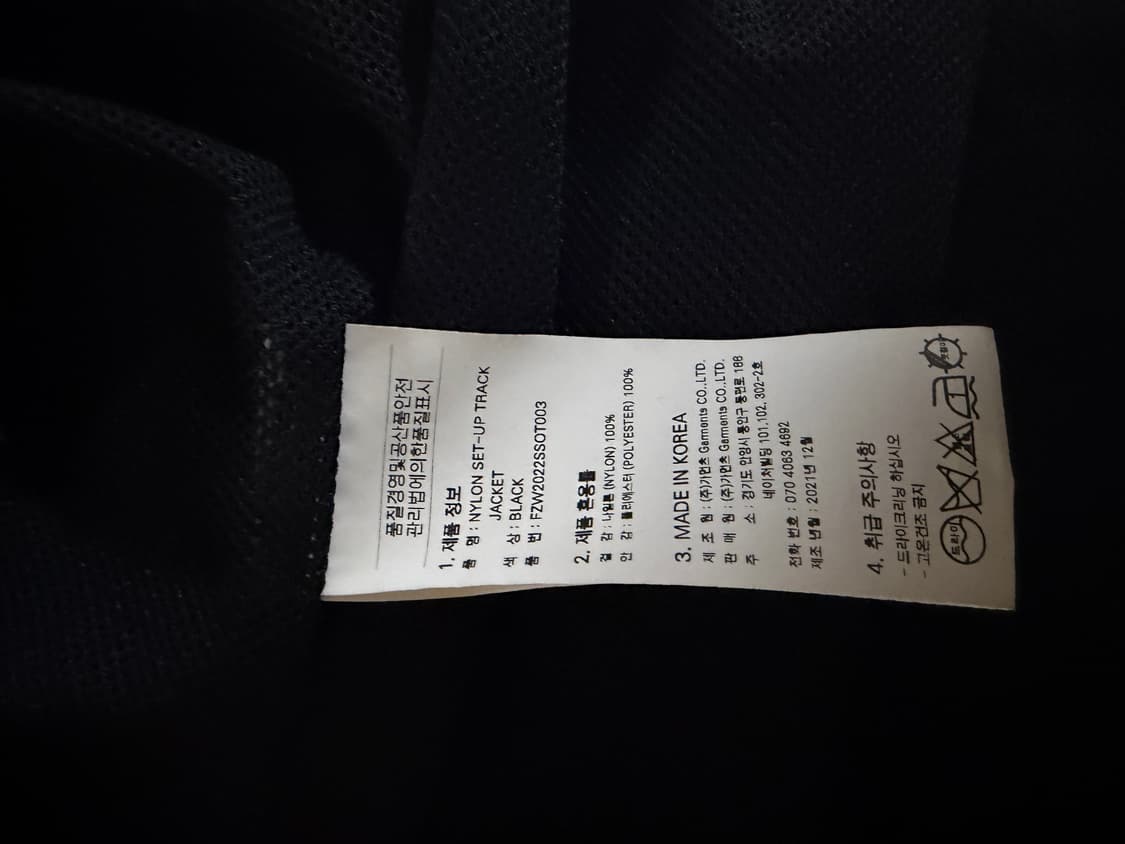 품질경영및공산품안전
관리법에의한품질표시
1. 제품 정보
품 명 : NYLON SET-UP TRACK
JACKET
색 상 : BLACK
품 번 : FZW2022SSOT003
2. 제품 혼용률
겉 감 : 나일론 (NYLON) 100%
안 감 : 폴리에스터 (POLYESTER) 100%
3. MADE IN KOREA
제 조 원 : (주)가먼츠 Garments CO.,LTD.
판 매 원 : (주)가먼츠 Garments CO.,LTD.
주 소 : 경기도 안양시 동안구 동편로 188
네이처빌딩 101,102, 302-2호
전화 번호 : 070 4063 4692
제조 년월 : 2021년 12월
4. 취급 주의사항
- 드라이크리닝 하십시오
- 고온건조 금지
드라이